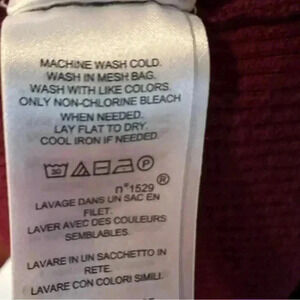 MACHINE WASH COLD.
WASH IN MESH BAG.
WASH WITH LIKE COLORS.
ONLY NON-CHLORINE BLEACH
WHEN NEEDED.
LAY FLAT TO DRY.
COOL IRON IF NEEDED.
30 P ®
n°1529
LAVAGE DANS UN SAC EN
FILET.
LAVER AVEC DES COULEURS
SEMBLABLES.
LAVARE IN UN SACCHETTO IN
RETE.
LAVARE CON COLORI SIMILI.